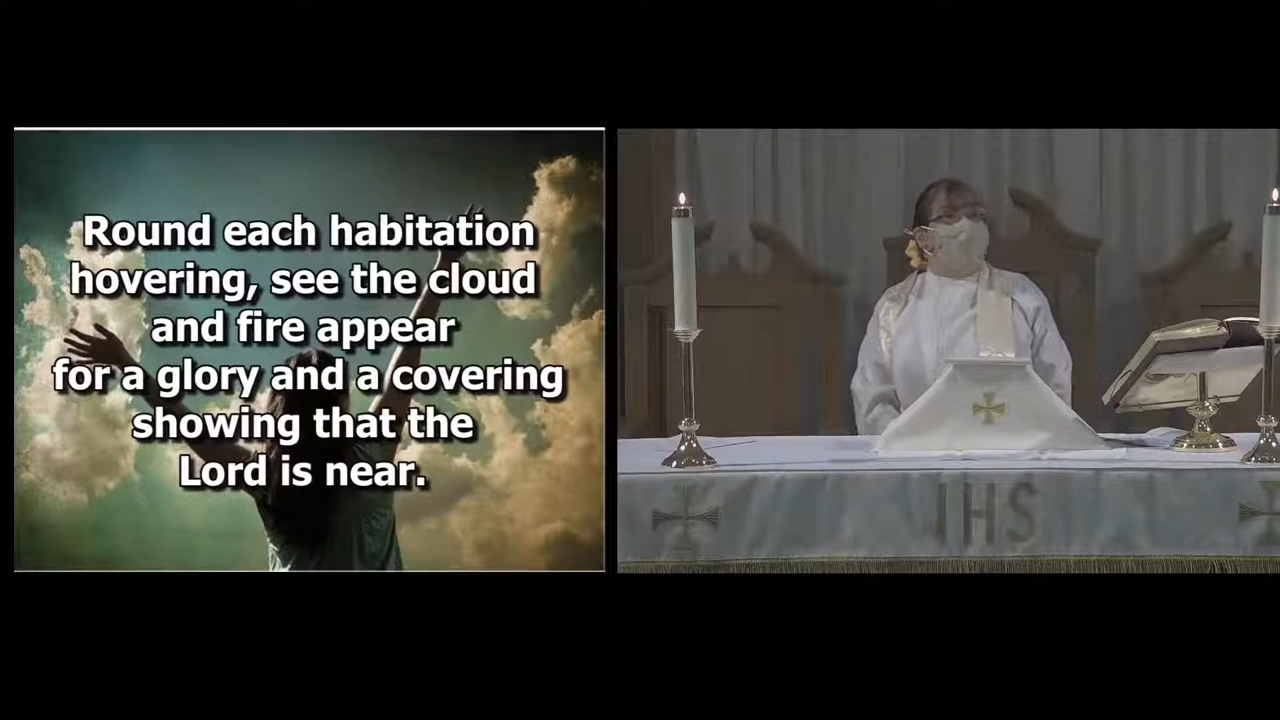 Round each habitation
hovering, see the cloud
and fire appear
for a glory and a covering
showing that the
Lord is near.
IHS